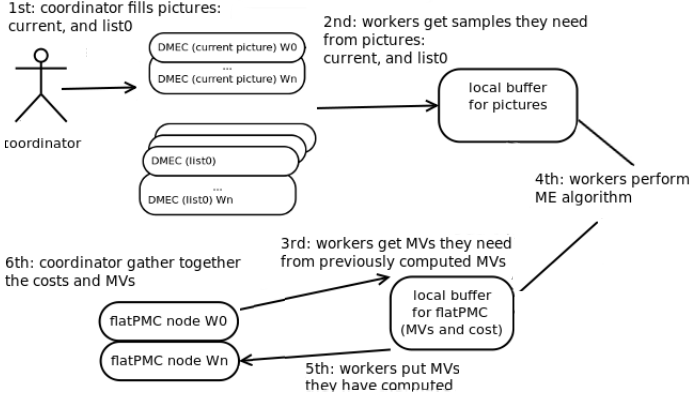 1st: coordinator fills pictures:
current, and list0
2nd: workers get samples they need
from pictures:
current, and list0
DMEC (current picture) W0
...
DMEC (current picture) Wn
local buffer
for pictures
coordinator
DMEC (list0)
...
DMEC (list0) Wn
4th: workers perform
ME algorithm
3rd: workers get MVs they need
from previously computed MVs
6th: coordinator gather together
the costs and MVs
local buffer
for flatPMC
(MVs and cost)
flatPMC node W0
flatPMC node Wn
5th: workers put MVs
they have computed